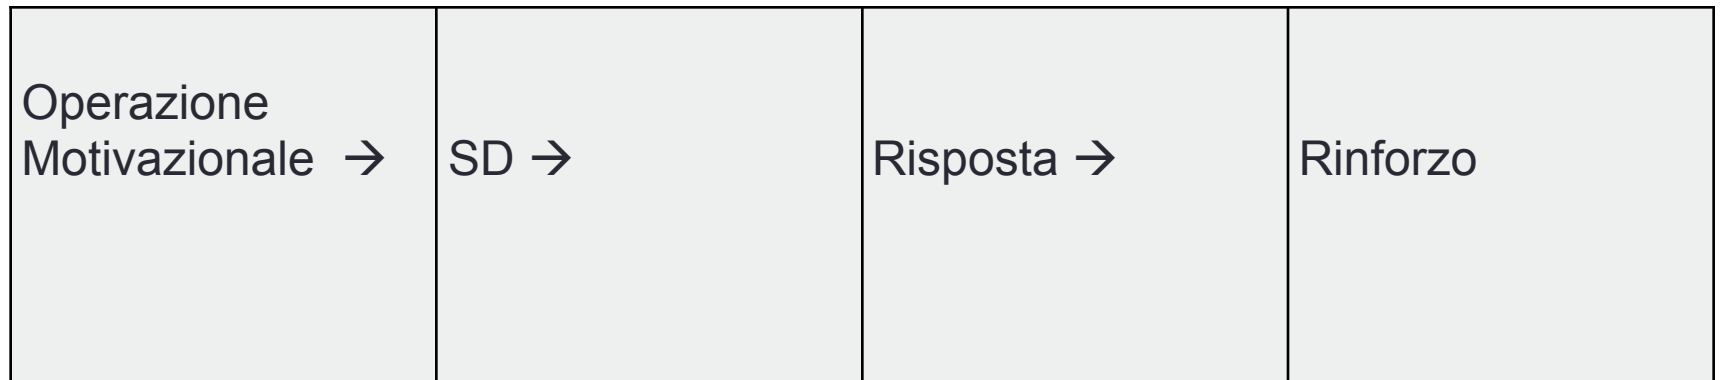 Operazione
Motivazionale →
SD →
Risposta →
Rinforzo